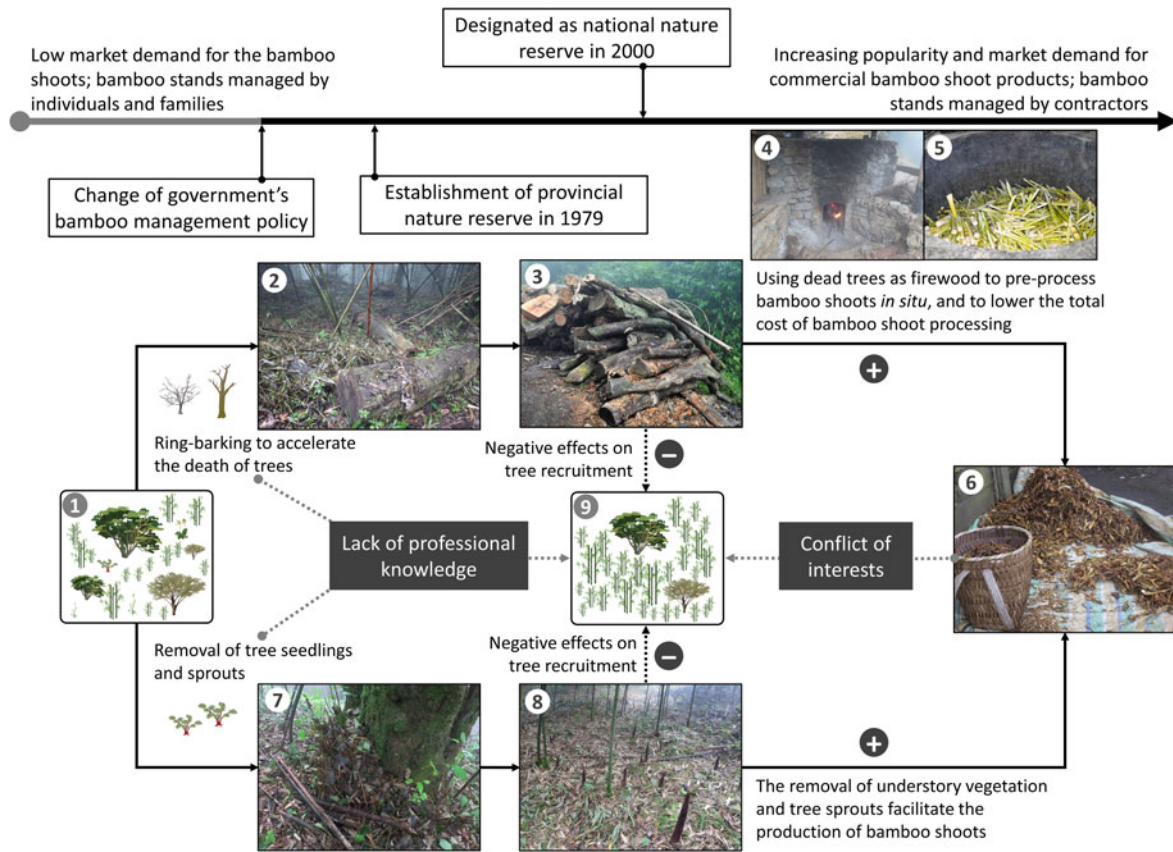 Designated as national nature
reserve in 2000
Low market demand for the bamboo
shoots; bamboo stands managed by
individuals and families
Increasing popularity and market demand for
commercial bamboo shoot products; bamboo
stands managed by contractors
Change of government's
bamboo management policy
Establishment of provincial
nature reserve in 1979
4
5
Using dead trees as firewood to pre-process
bamboo shoots in situ, and to lower the total
cost of bamboo shoot processing
2
3
+
Ring-barking to accelerate
the death of trees
Negative effects on
tree recruitment
−
1
Lack of professional
knowledge
9
Conflict of
interests
6
Removal of tree seedlings
and sprouts
Negative effects on
tree recruitment
−
7
8
+
The removal of understory vegetation
and tree sprouts facilitate the
production of bamboo shoots